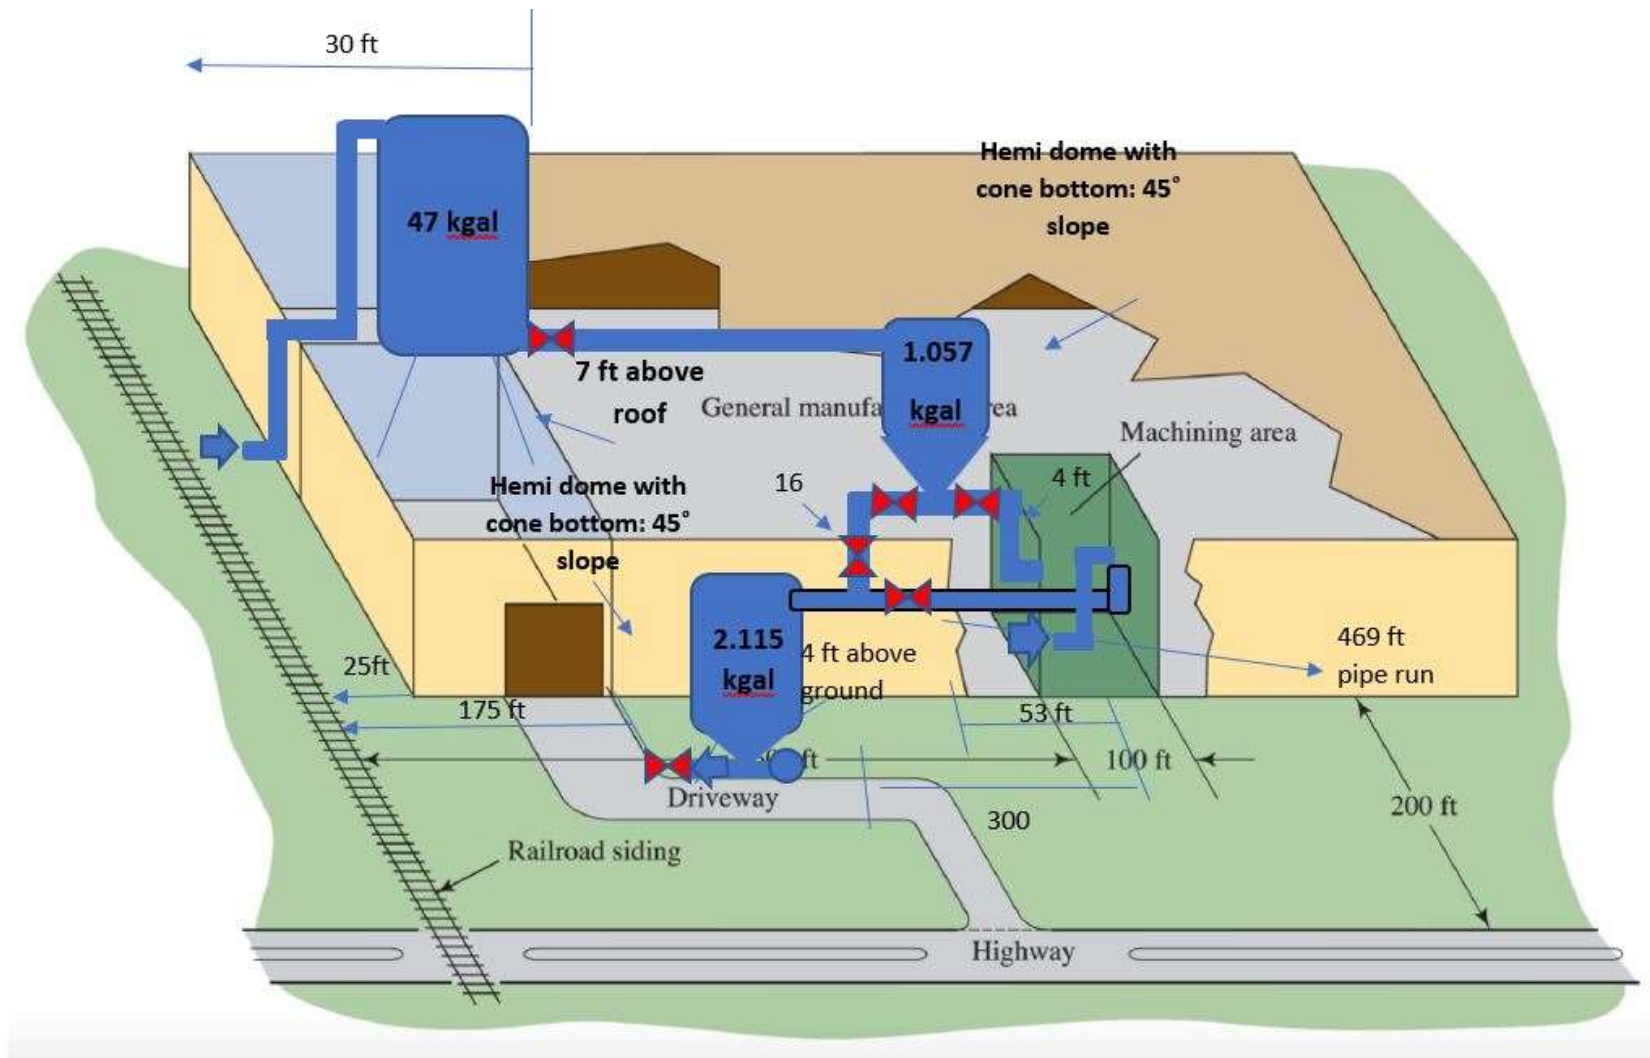 30 ft
Hemi dome with
cone bottom: 45°
slope
47 kgal
1.057
kgal
7 ft above
roof
General manufa
rea
Machining area
4 ft
16
Hemi dome with
cone bottom: 45°
slope
2.115
kgal
4 ft above
ground
469 ft
pipe run
25ft
175 ft
53 ft
ft
100 ft
200 ft
Driveway
300
Railroad siding
Highway